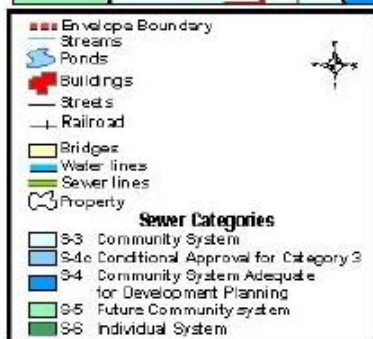 Envelope Boundary
Streams
Ponds
Buildings
Streets
Railroad
Bridges
Water lines
Sewer lines
Property
Sewer Categories
S-3 Community System
S-4c Conditional Approval for Category 3
S-4 Community System Adequate
for Development Planning
S-5 Future Community system
S-6 Individual System